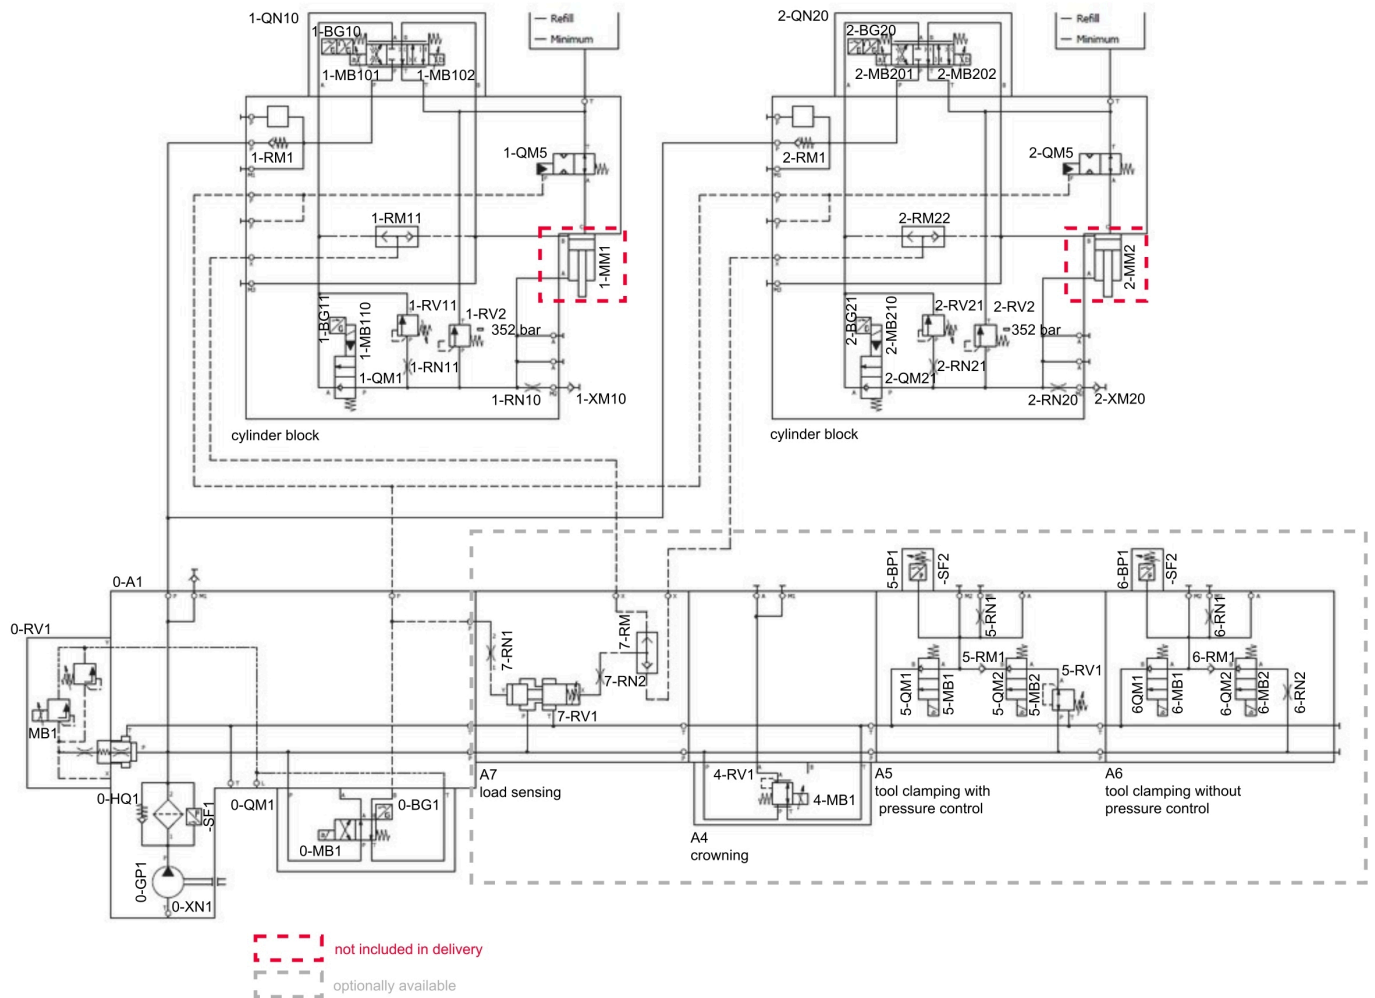 1-QN10
Refill
Minimum
1-BG10
1-MB101
1-MB102
2-QN20
Refill
Minimum
2-BG20
2-MB201
2-MB202
1-RM1
1-QM5
2-RM1
2-QM5
1-RM11
1-MM1
2-RM22
2-MM2
1-BG11
1-MB110
1-RV11
1-RV2
352 bar
1-RN11
1-QM1
1-RN10
1-XM10
2-BG21
2-MB210
2-RV21
2-RV2
352 bar
2-RN21
2-QM21
2-RN20
2-XM20
cylinder block
cylinder block
0-A1
0-RV1
MB1
5-BP1
-SF2
6-BP1
-SF2
7-RN1
7-RM
7-RN2
7-RV1
5-RN1
5-RM1
5-QM1
5-MB1
5-QM2
5-MB2
5-RV1
6-RN1
6-RM1
6QM1
6-MB1
6-QM2
6-MB2
6-RN2
0-HQ1
-SF1
0-QM1
0-BG1
0-MB1
0-GP1
0-XN1
A7
load sensing
4-RV1
4-MB1
A4
crowning
A5
tool clamping with
pressure control
A6
tool clamping without
pressure control
not included in delivery
optionally available